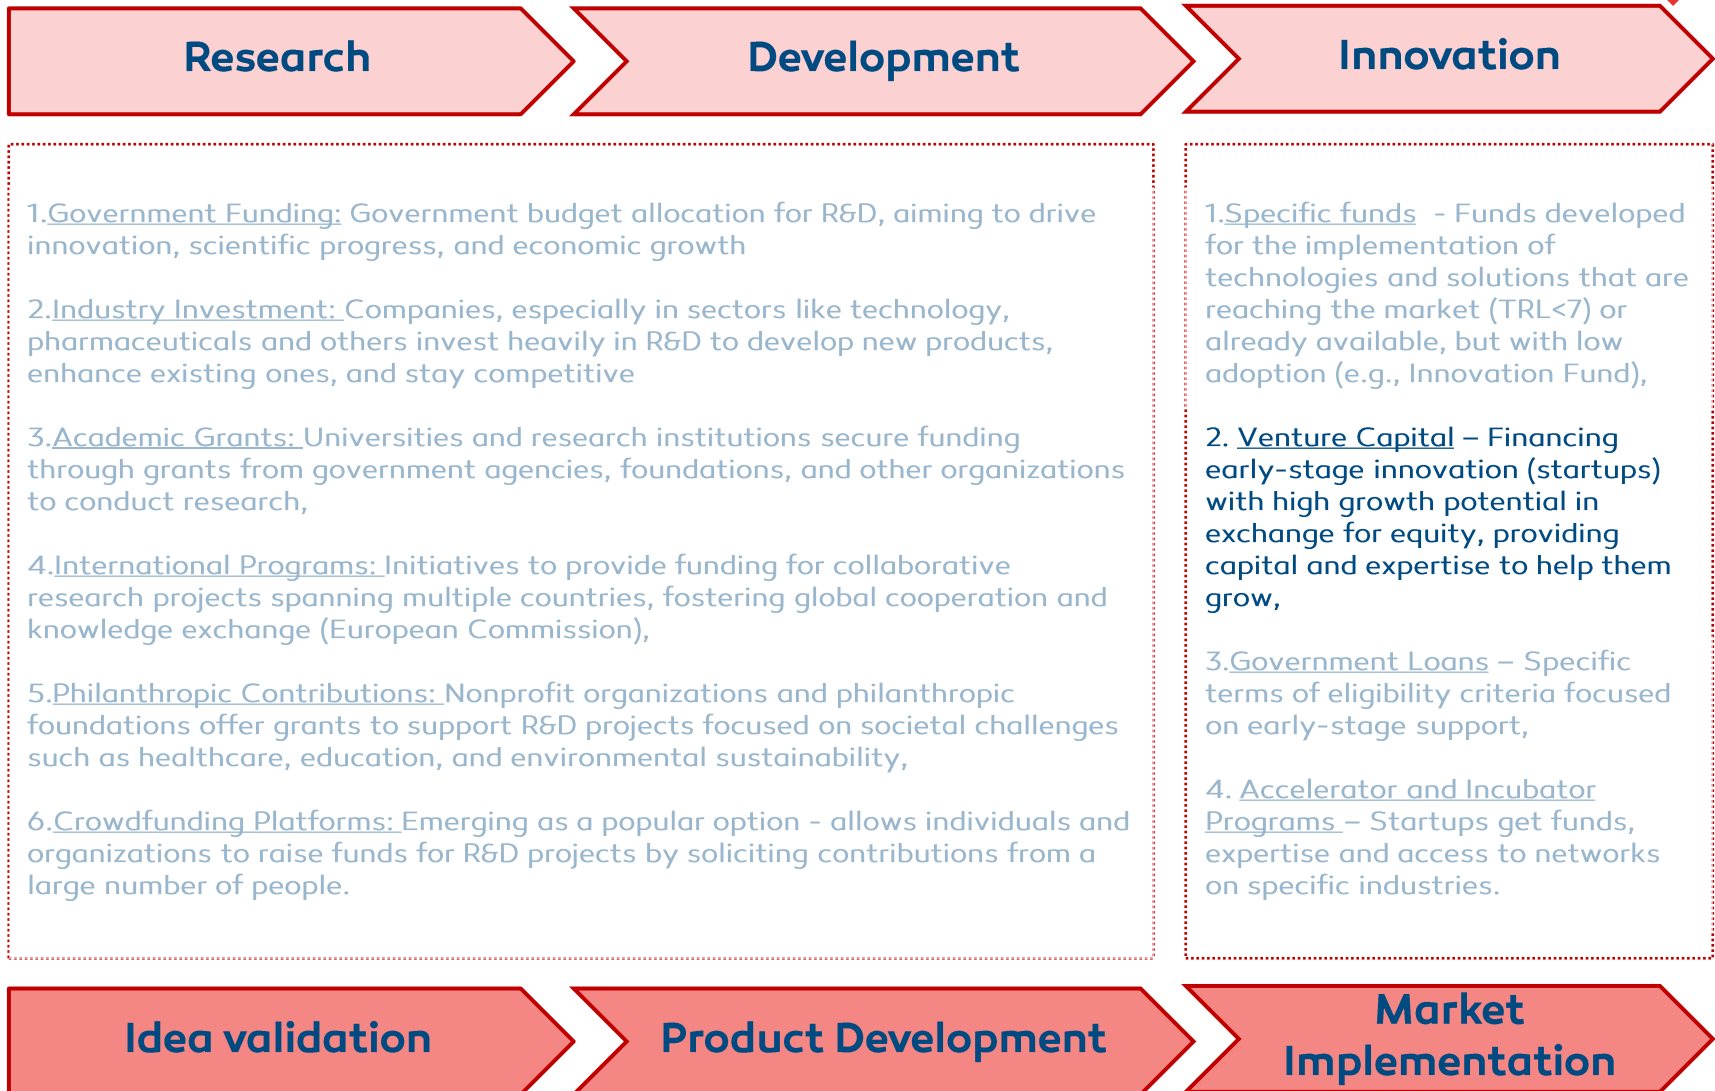 Research
Development
Innovation
1.Government Funding: Government budget allocation for R&D, aiming to drive
innovation, scientific progress, and economic growth
2.Industry Investment: Companies, especially in sectors like technology,
pharmaceuticals and others invest heavily in R&D to develop new products,
enhance existing ones, and stay competitive
3.Academic Grants: Universities and research institutions secure funding
through grants from government agencies, foundations, and other organizations
to conduct research,
4.International Programs: Initiatives to provide funding for collaborative
research projects spanning multiple countries, fostering global cooperation and
knowledge exchange (European Commission),
5.Philanthropic Contributions: Nonprofit organizations and philanthropic
foundations offer grants to support R&D projects focused on societal challenges
such as healthcare, education, and environmental sustainability,
6.Crowdfunding Platforms: Emerging as a popular option - allows individuals and
organizations to raise funds for R&D projects by soliciting contributions from a
large number of people.
1.Specific funds - Funds developed
for the implementation of
technologies and solutions that are
reaching the market (TRL<7) or
already available, but with low
adoption (e.g., Innovation Fund),
2. Venture Capital – Financing
early-stage innovation (startups)
with high growth potential in
exchange for equity, providing
capital and expertise to help them
grow,
3.Government Loans – Specific
terms of eligibility criteria focused
on early-stage support,
4. Accelerator and Incubator
Programs – Startups get funds,
expertise and access to networks
on specific industries.
Idea validation
Product Development
Market
Implementation